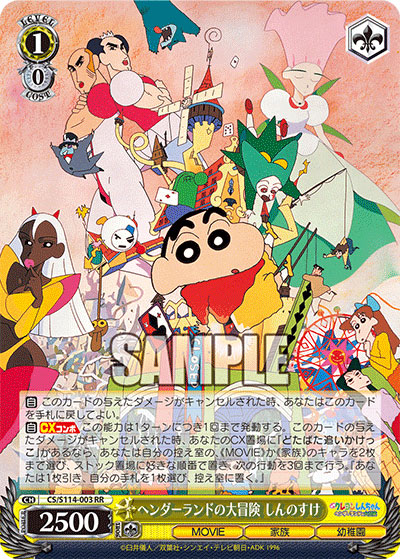 LEVEL
1
0
COST
SAMPLE
自 このカードの与えたダメージがキャンセルされた時、あなたはこのカード
を手札に戻してよい。
自 CXコンボ この能力は1ターンにつき1回まで発動する。このカードの与え
たダメージがキャンセルされた時、あなたのCX置場に「どたばた追いかけっ
こ」があるなら、あなたは自分の控え室の《MOVIE》か《家族》のキャラを2枚
まで選び、ストック置場に好きな順番で置き、次の行動を3回まで行う。『あな
たは1枚引き、自分の手札を1枚選び、控え室に置く。』
CH CS/S114-003 RR
2500
ヘンダーランドの大冒険 しんのすけ
クレヨンしんちゃん
MOVIE 家族 幼稚園
©臼井儀人／双葉社・シンエイ・テレビ朝日・ADK 1996